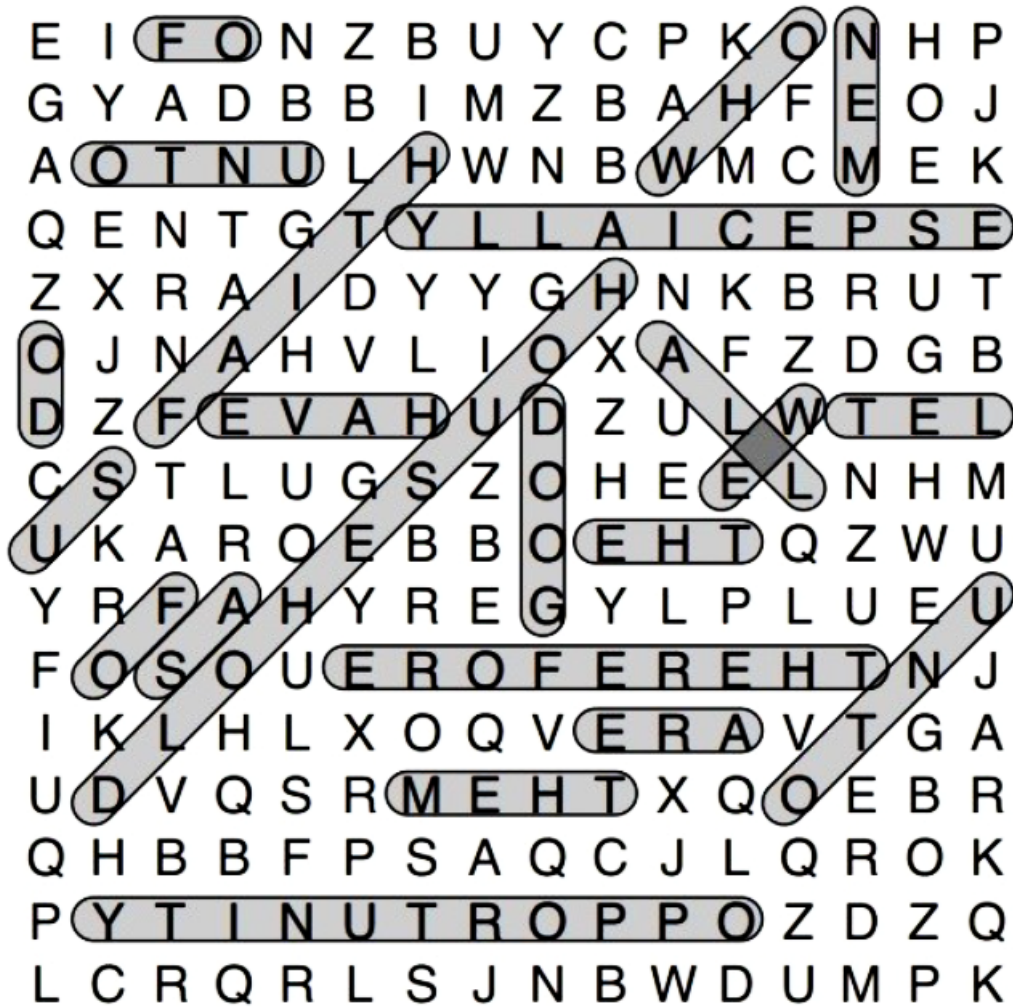 E I F O N Z B U Y C P K O N H P
G Y A D B B I M Z B A H F E O J
A O T N U L H W N B W M C M E K
Q E N T G T Y L L A I C E P S E
Z X R A I D Y Y G H N K B R U T
O J N A H V L I O X A F Z D G B
D Z F E V A H U D Z U L W T E L
C S T L U G S Z O H E E L N H M
U K A R O E B B O E H T Q Z W U
Y R F A H Y R E G Y L P L U E U
F O S O U E R O F E R E H T N J
I K L H L X O Q V E R A V T G A
U D V Q S R M E H T X Q O E B R
Q H B B F P S A Q C J L Q R O K
P Y T I N U T R O P P O Z D Z Q
L C R Q R L S J N B W D U M P K